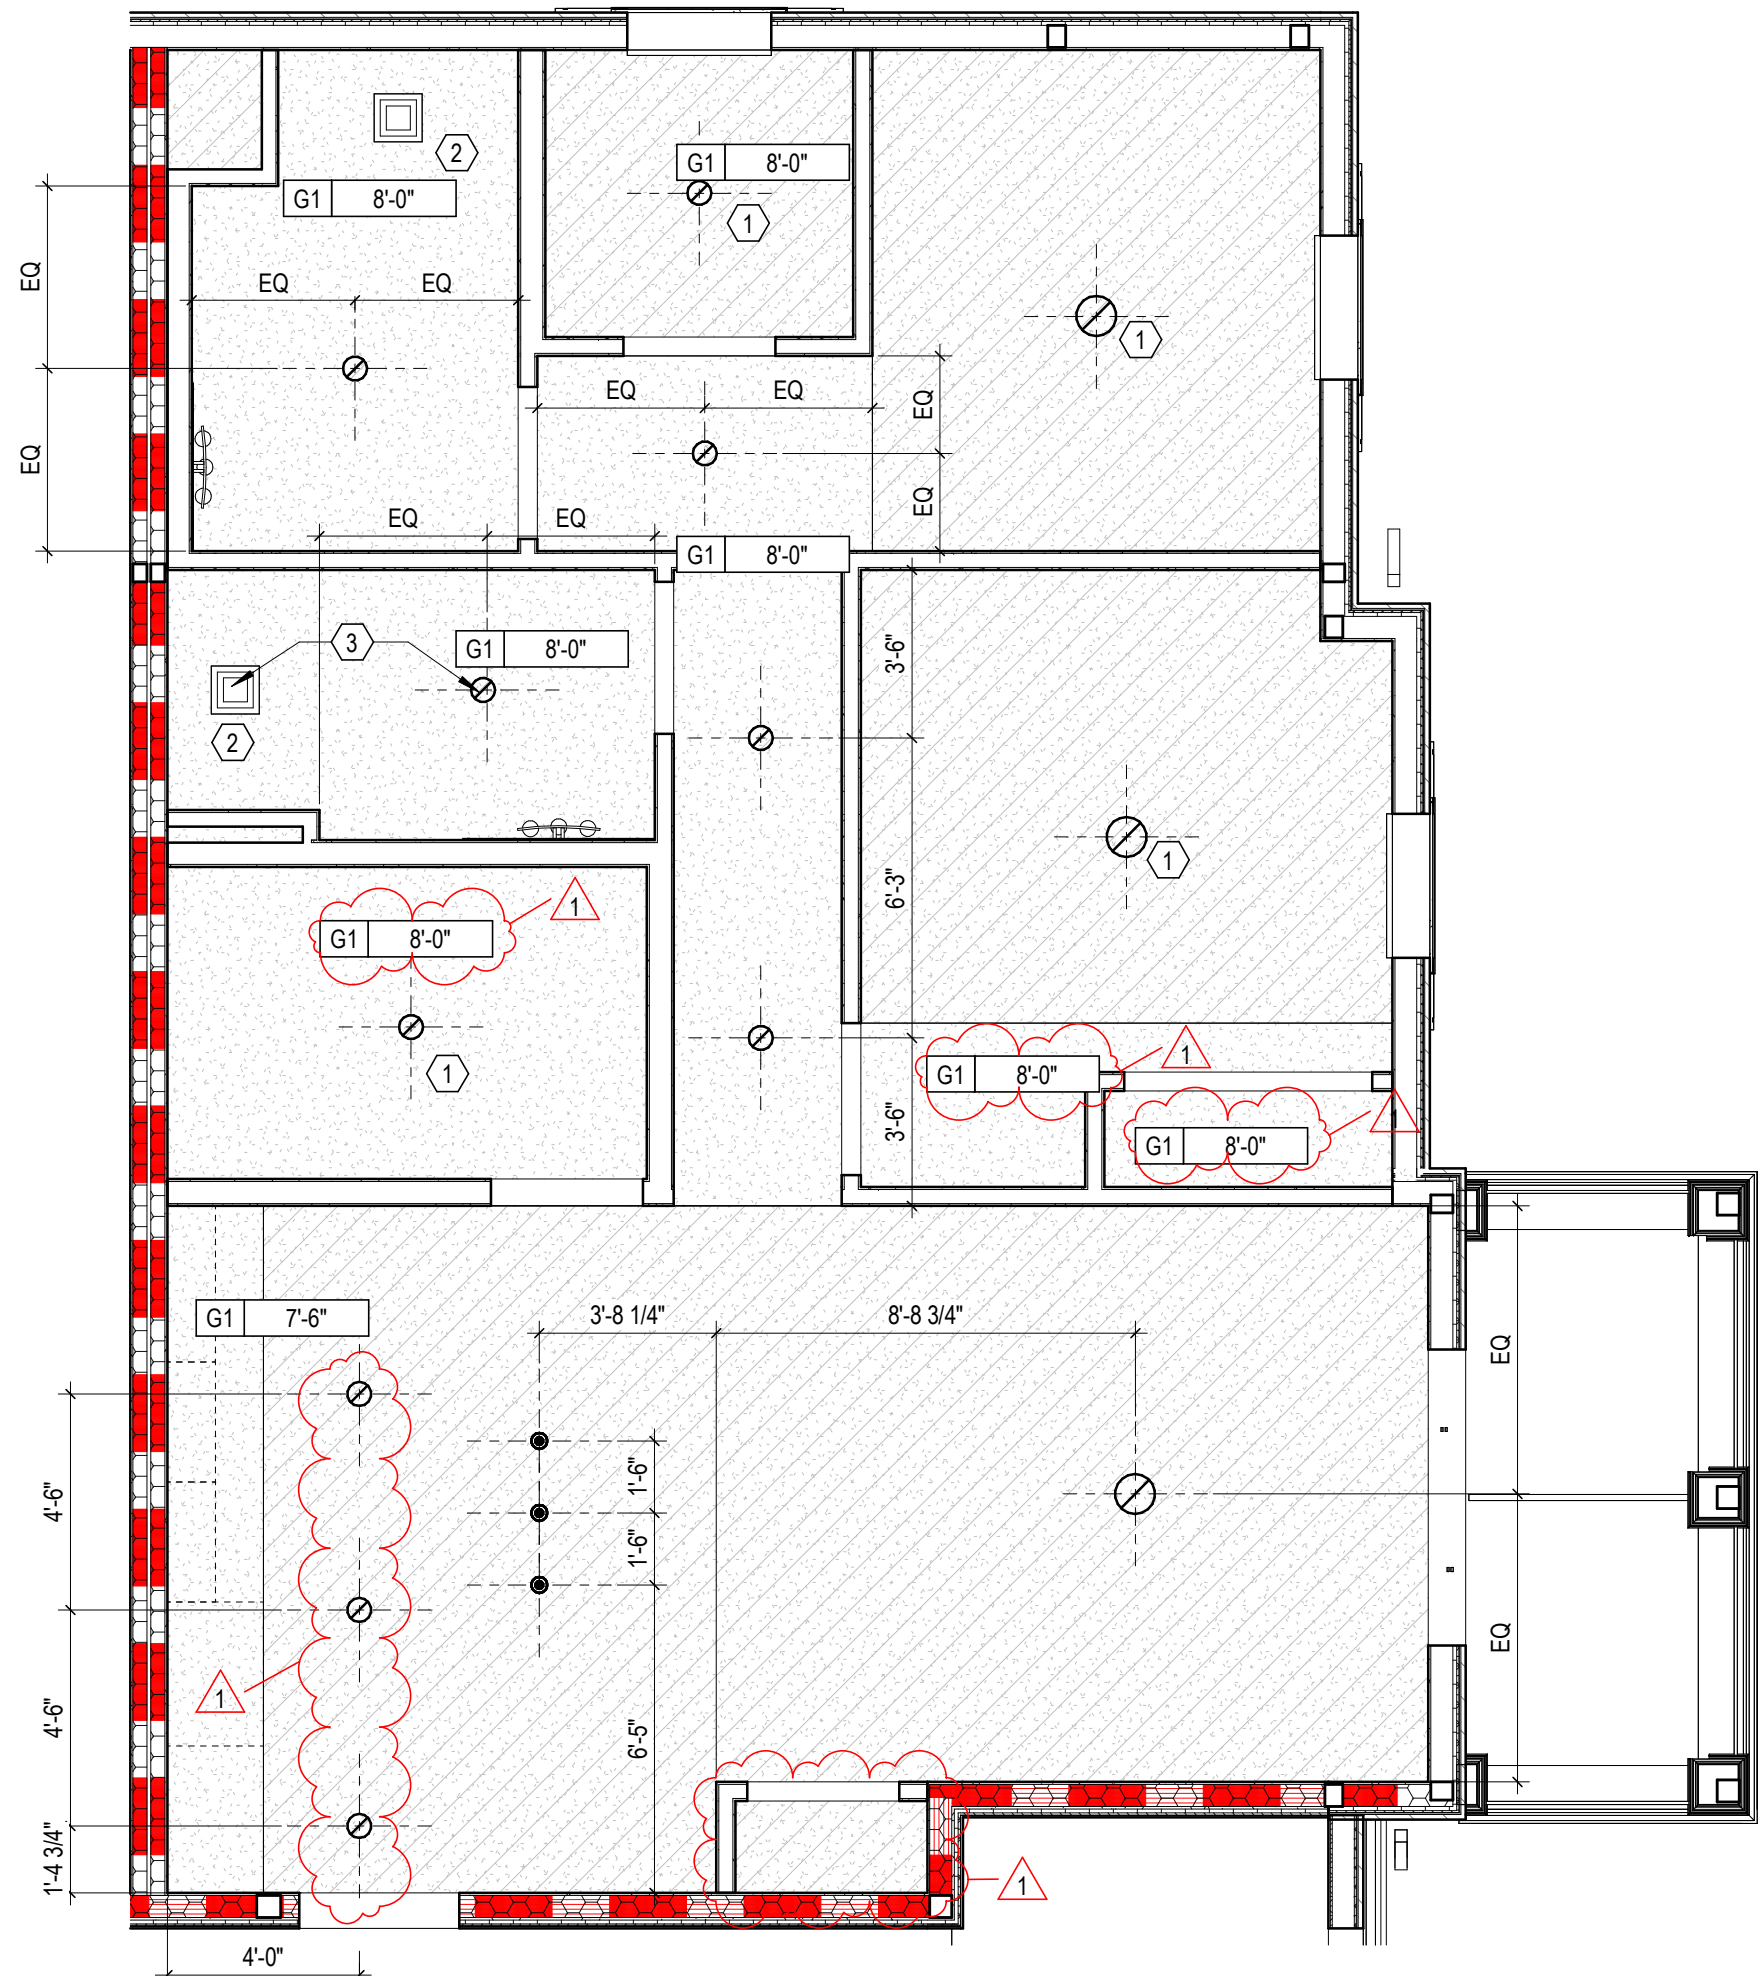 2
G1 8'-0"
G1 8'-0"
1
EQ
EQ EQ
1
EQ EQ
EQ
EQ
EQ
EQ EQ
G1 8'-0"
3
G1 8'-0"
3'-6"
2
1
6'-3"
1
G1 8'-0"
1
1
G1 8'-0"
1
3'-6"
G1 8'-0"
G1 7'-6"
3'-8 1/4" 8'-8 3/4"
EQ
4'-6"
1'-6"
1'-6"
EQ
1
4'-6"
6'-5"
1'-4 3/4"
1
4'-0"